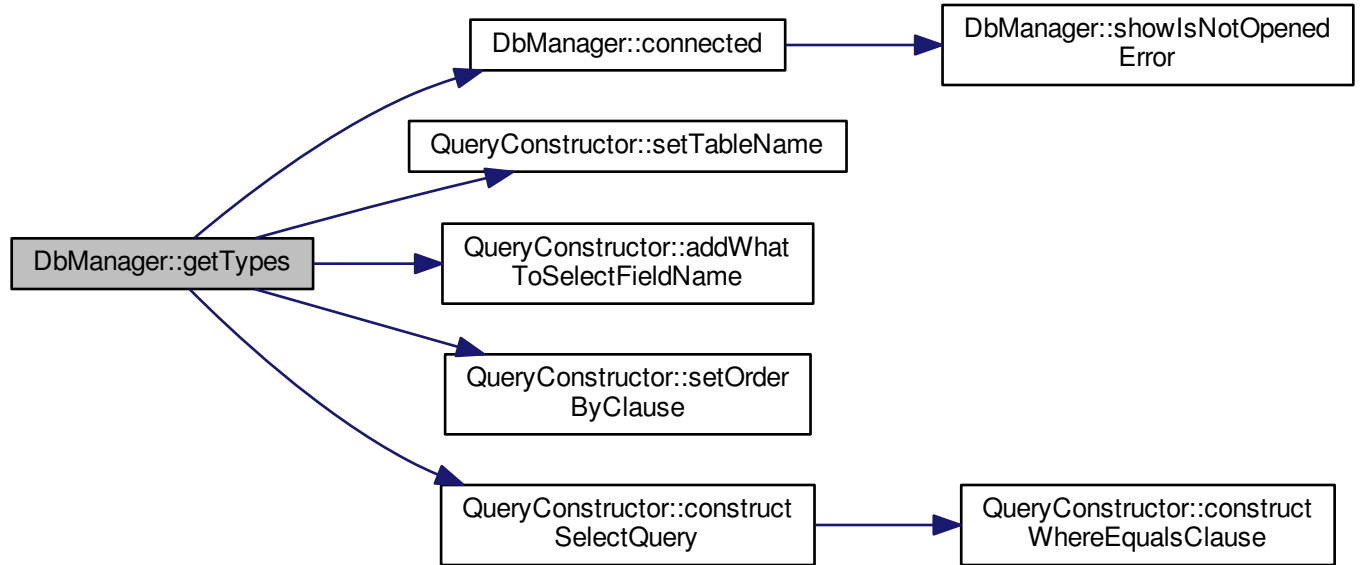 DbManager::connected
DbManager::showIsNotOpened
Error
QueryConstructor::setTableName
DbManager::getTypes
QueryConstructor::addWhat
ToSelectFieldName
QueryConstructor::setOrder
ByClause
QueryConstructor::construct
SelectQuery
QueryConstructor::construct
WhereEqualsClause